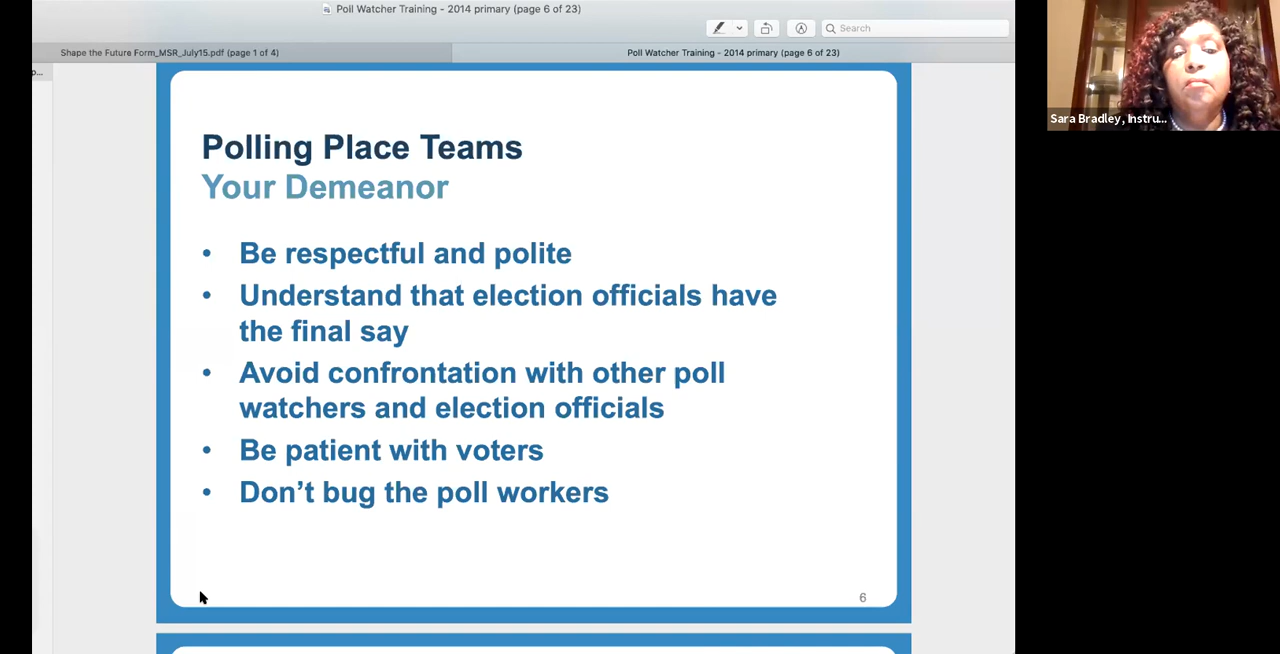 Poll Watcher Training - 2014 primary (page 6 of 23)
Search
Shape the Future Form_MSR_July15.pdf (page 1 of 4)
Poll Watcher Training - 2014 primary (page 6 of 23)
p...
Sara Bradley, Instru...
Polling Place Teams
Your Demeanor
• Be respectful and polite
• Understand that election officials have
the final say
• Avoid confrontation with other poll
watchers and election officials
• Be patient with voters
• Don't bug the poll workers
6